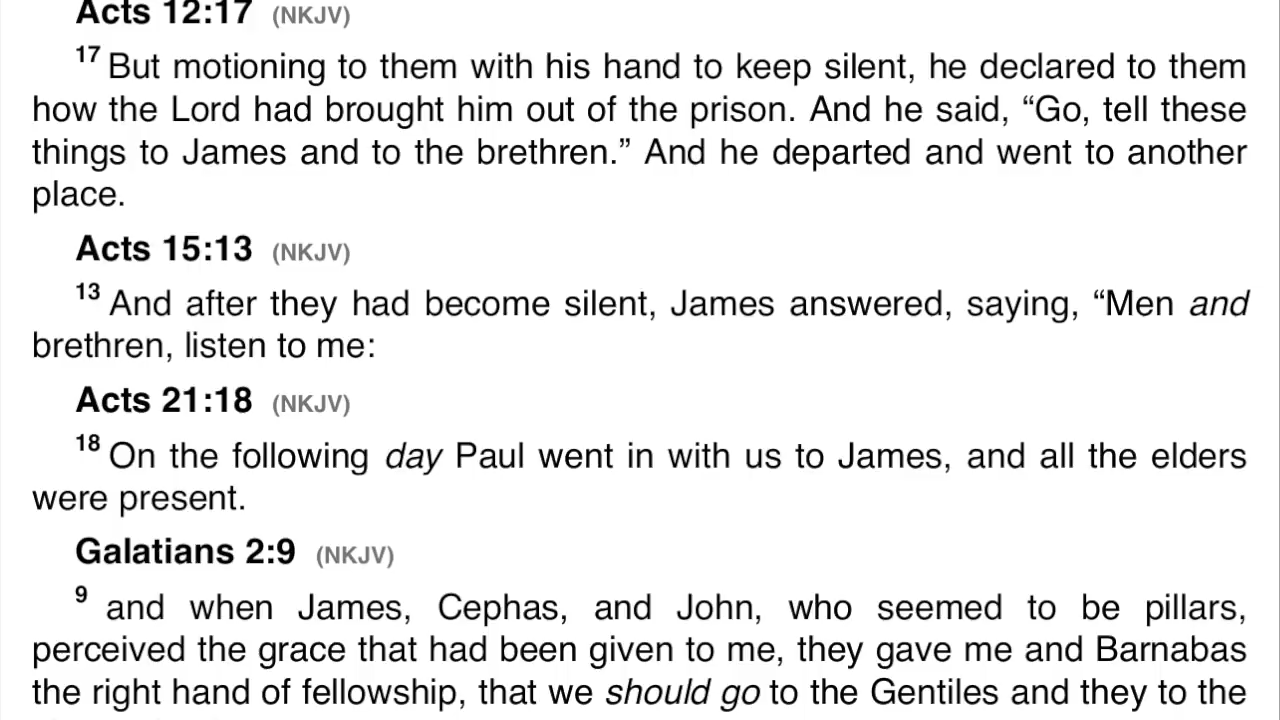 Acts 12:17 (NKJV)
17 But motioning to them with his hand to keep silent, he declared to them
how the Lord had brought him out of the prison. And he said, “Go, tell these
things to James and to the brethren.” And he departed and went to another
place.
Acts 15:13 (NKJV)
13 And after they had become silent, James answered, saying, “Men and
brethren, listen to me:
Acts 21:18 (NKJV)
18 On the following day Paul went in with us to James, and all the elders
were present.
Galatians 2:9 (NKJV)
9 and when James, Cephas, and John, who seemed to be pillars,
perceived the grace that had been given to me, they gave me and Barnabas
the right hand of fellowship, that we should go to the Gentiles and they to the